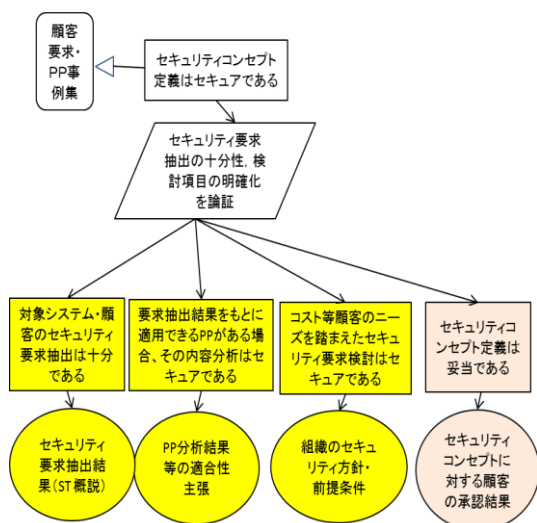 顧客
要求・
PP事
例集
セキュリティコンセプト
定義はセキュアである
セキュリティ要求
抽出の十分性, 検
討項目の明確化
を論証
対象システム・顧
客のセキュリティ
要求抽出は十分
である
要求抽出結果をもとに
適用できるPPがある場
合、その内容分析はセ
キュアである
コスト等顧客のニー
ズを踏まえたセキュ
リティ要求検討はセ
キュアである
セキュリティコ
ンセプト定義は
妥当である
セキュリティ
要求抽出結
果(ST概説)
PP分析結果
等の適合性
主張
組織のセキュ
リティ方針・
前提条件
セキュリティ
コンセプトに
対する顧客
の承認結果